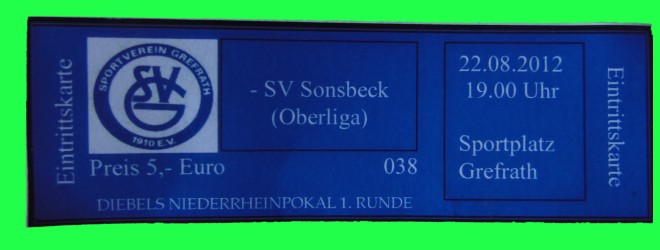 Eintrittskarte
SPORTVEREIN GREFRATH
SVG
1910 E.V.
- SV Sonsbeck
(Oberliga)
Preis 5,- Euro
038
DIEBELS NIEDERRHEINPOKAL 1. RUNDE
22.08.2012
19.00 Uhr
Sportplatz
Grefrath
Eintrittskarte